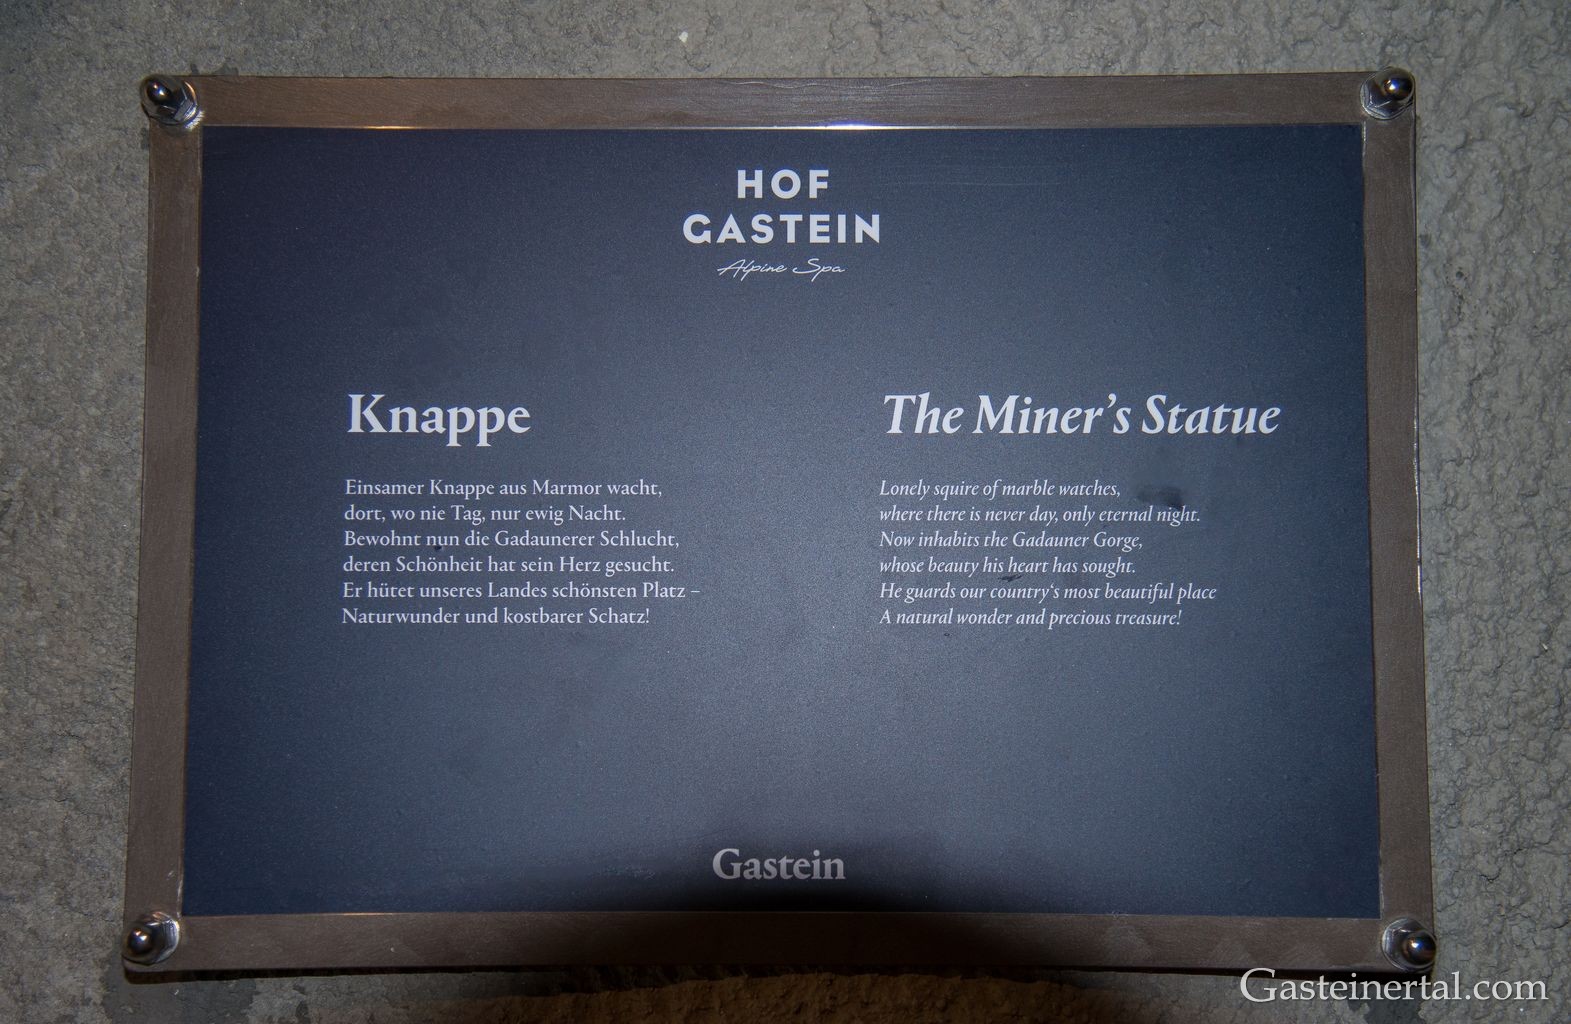 HOF
GASTEIN
Alpine Spa
Knappe
Einsamer Knappe aus Marmor wacht,
dort, wo nie Tag, nur ewig Nacht.
Bewohnt nun die Gadaunerer Schlucht,
deren Schönheit hat sein Herz gesucht.
Er hütet unseres Landes schönsten Platz –
Naturwunder und kostbarer Schatz!
The Miner's Statue
Lonely squire of marble watches,
where there is never day, only eternal night.
Now inhabits the Gadauner Gorge,
whose beauty his heart has sought.
He guards our country‘s most beautiful place
A natural wonder and precious treasure!
Gastein
Gasteinertal.com